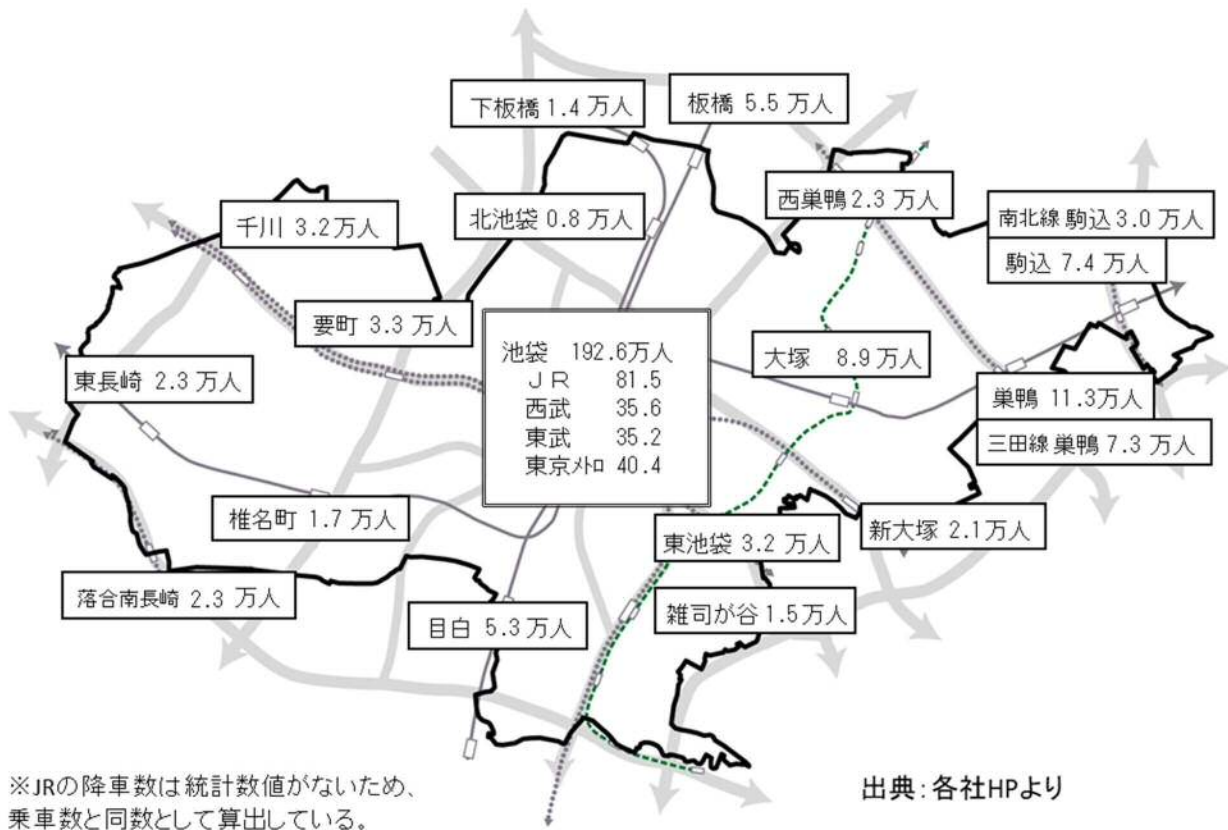 下板橋 1.4 万人
板橋 5.5 万人
西巣鴨 2.3 万人
千川 3.2万人
北池袋 0.8 万人
南北線 駒込 3.0 万人
駒込 7.4 万人
要町 3.3 万人
池袋 192.6万人
JR 81.5
西武 35.6
東武 35.2
東京メトロ 40.4
大塚 8.9 万人
東長崎 2.3 万人
巣鴨 11.3万人
三田線 巣鴨 7.3 万人
椎名町 1.7 万人
東池袋 3.2 万人
新大塚 2.1万人
落合南長崎 2.3 万人
目白 5.3 万人
雑司が谷 1.5万人
※JRの降車数は統計数値がないため、
乗車数と同数として算出している。
出典:各社HPより